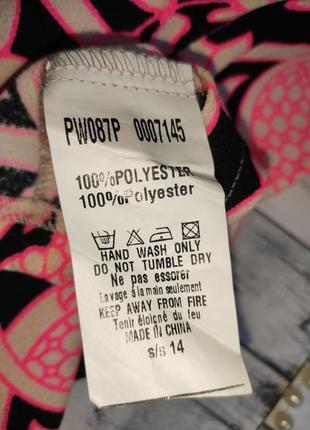 PW087P 0007145
100%POLYESTER
100%Polyester
HAND WASH ONLY
DO NOT TUMBLE DRY
Ne pas essorer
Lavage à la main seulement
KEEP AWAY FROM FIRE
Tenir éloicné du feu
MADE IN CHINA
s/s 14